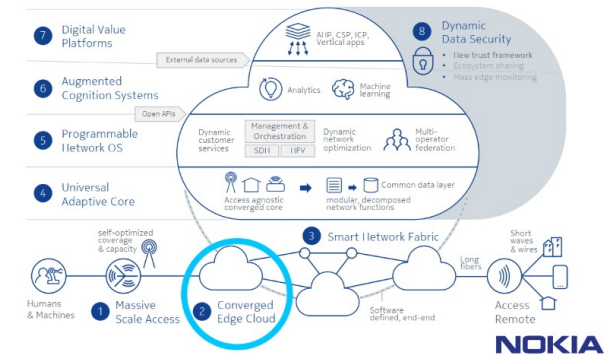 7
Digital Value
Platforms
AI IP, CSP, ICP,
Vertical apps
8
Dynamic
Data Security
New trust framework
Ecosystem sharing
Mass edge monitoring
External data sources
6
Augmented
Cognition Systems
Analytics
Machine
learning
Open APIs
5
Programmable
Network OS
Dynamic
customer
services
Management &
Orchestration
SDN
NFV
Dynamic
network
optimization
Multi-
operator
federation
4
Universal
Adaptive Core
Access agnostic
converged core
modular, decomposed
network functions
Common data layer
self-optimized
coverage
& capacity
3
Smart Network Fabric
Short
waves
& wires
Long
fibers
Humans
& Machines
1
Massive
Scale Access
2
Converged
Edge Cloud
Software
defined, end-end
Access
Remote
NOKIA